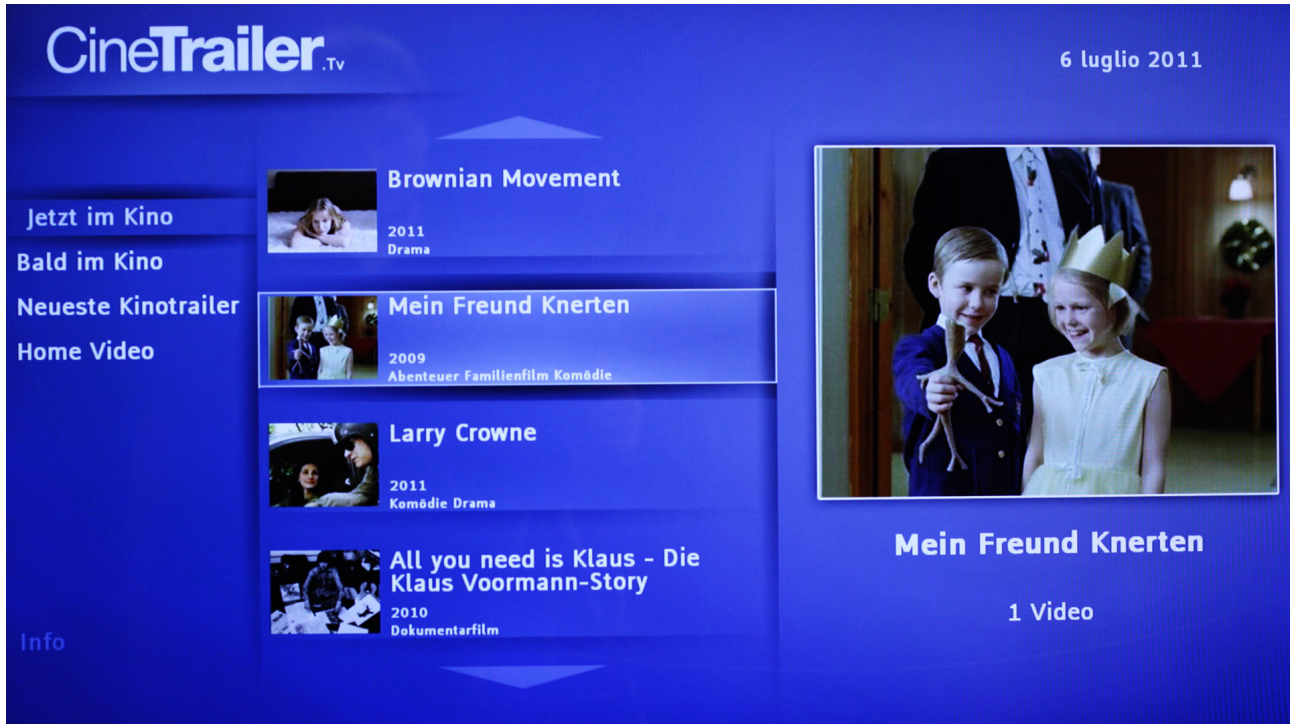 CineTrailer.Tv
6 luglio 2011
Jetzt im Kino
Bald im Kino
Neueste Kinotrailer
Home Video
Info
Brownian Movement
2011
Drama
Mein Freund Knerten
2009
Abenteuer Familienfilm Komödie
Larry Crowne
2011
Komödie Drama
All you need is Klaus - Die
Klaus Voormann-Story
2010
Dokumentarfilm
Mein Freund Knerten
1 Video